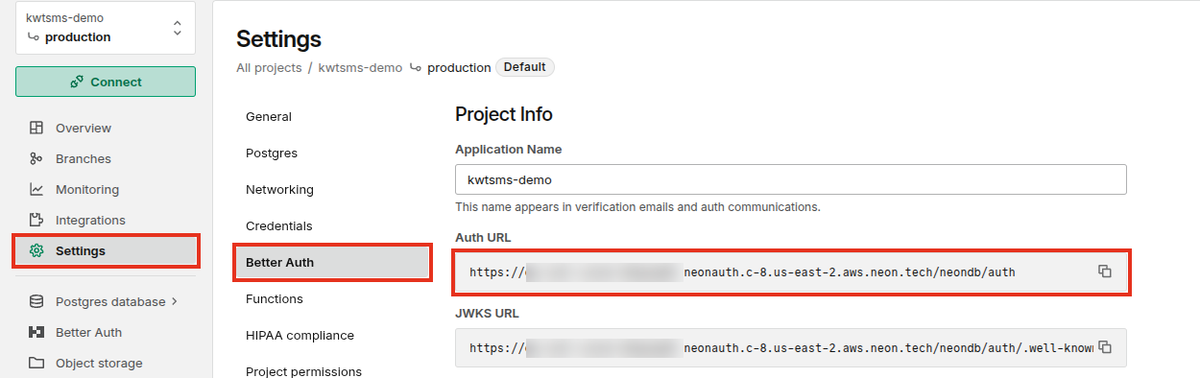 kwtsms-demo
production
Connect
Overview
Branches
Monitoring
Integrations
Settings
Postgres database
Better Auth
Object storage
Settings
All projects / kwtsms-demo production Default
General
Postgres
Networking
Credentials
Better Auth
Functions
HIPAA compliance
Project permissions
Project Info
Application Name
kwtsms-demo
This name appears in verification emails and auth communications.
Auth URL
https:// neonauth.c-8.us-east-2.aws.neon.tech/neondb/auth
JWKS URL
https:// neonauth.c-8.us-east-2.aws.neon.tech/neondb/auth/.well-know